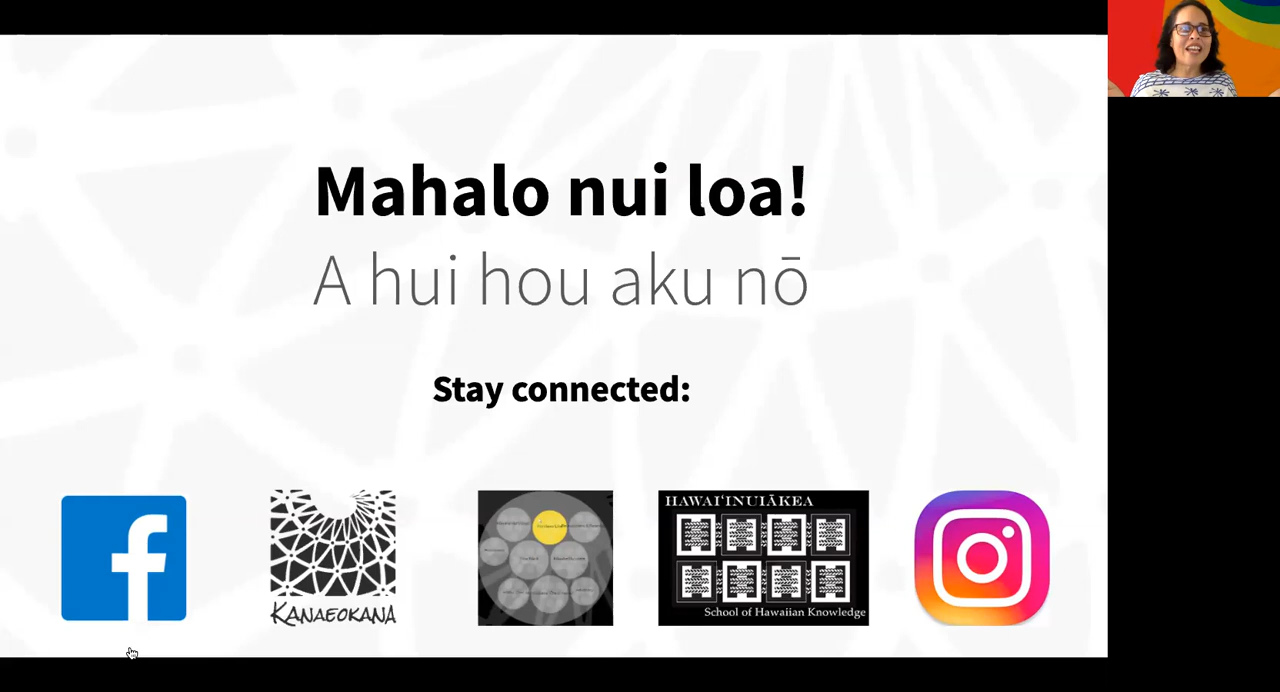 Mahalo nui loa!
A hui hou aku nō
Stay connected:
KANAEOKANA
HAWAIʻINUIĀKEA
School of Hawaiian Knowledge